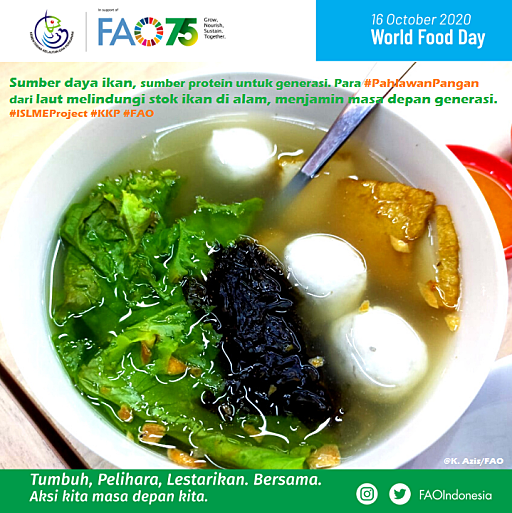 In support of
FAO75
Grow,
Nourish,
Sustain.
Together.
16 October 2020
World Food Day
Sumber daya ikan, sumber protein untuk generasi. Para #PahlawanPangan
dari laut melindungi stok ikan di alam, menjamin masa depan generasi.
#ISLMEProject #KKP #FAO
@K. Azis/FAO
Tumbuh, Pelihara, Lestarikan. Bersama.
Aksi kita masa depan kita.
FAOIndonesia